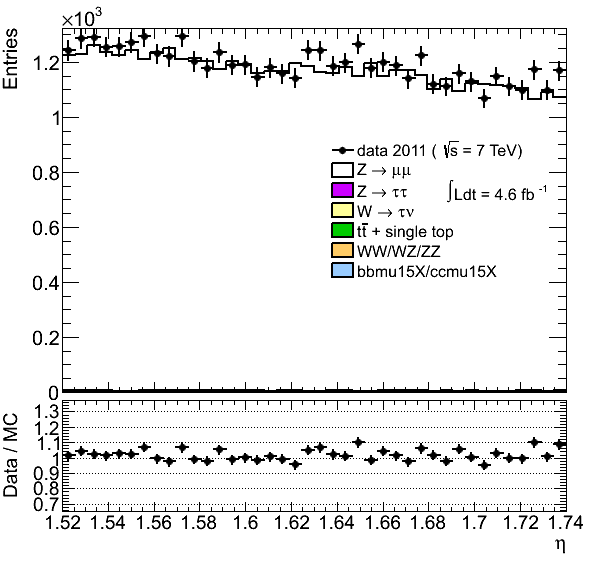 ×10³
Entries
1.2
1
0.8
0.6
0.4
0.2
0
data 2011 ( √s = 7 TeV)
Z → μμ
Z → ττ
∫Ldt = 4.6 fb⁻¹
W → τν
tt̄ + single top
WW/WZ/ZZ
bbmu15X/ccmu15X
Data / MC
1.3
1.2
1.1
1
0.9
0.8
0.7
1.52 1.54 1.56 1.58 1.6 1.62 1.64 1.66 1.68 1.7 1.72 1.74
η